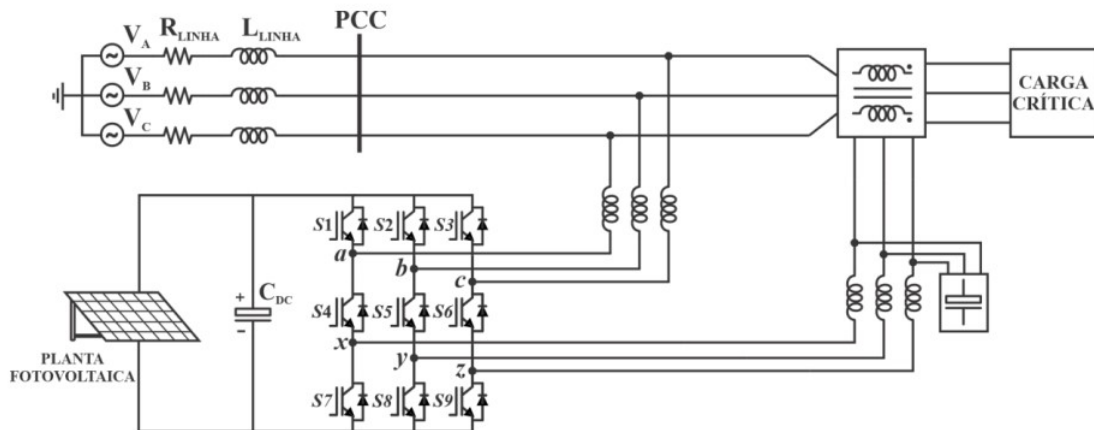 V_A R_LINHA L_LINHA PCC
V_B
V_C
CARGA
CRÍTICA
S1 S2 S3
a
b
c
C_DC
+
-
S4 S5 S6
x
y
z
PLANTA
FOTOVOLTAICA
S7 S8 S9